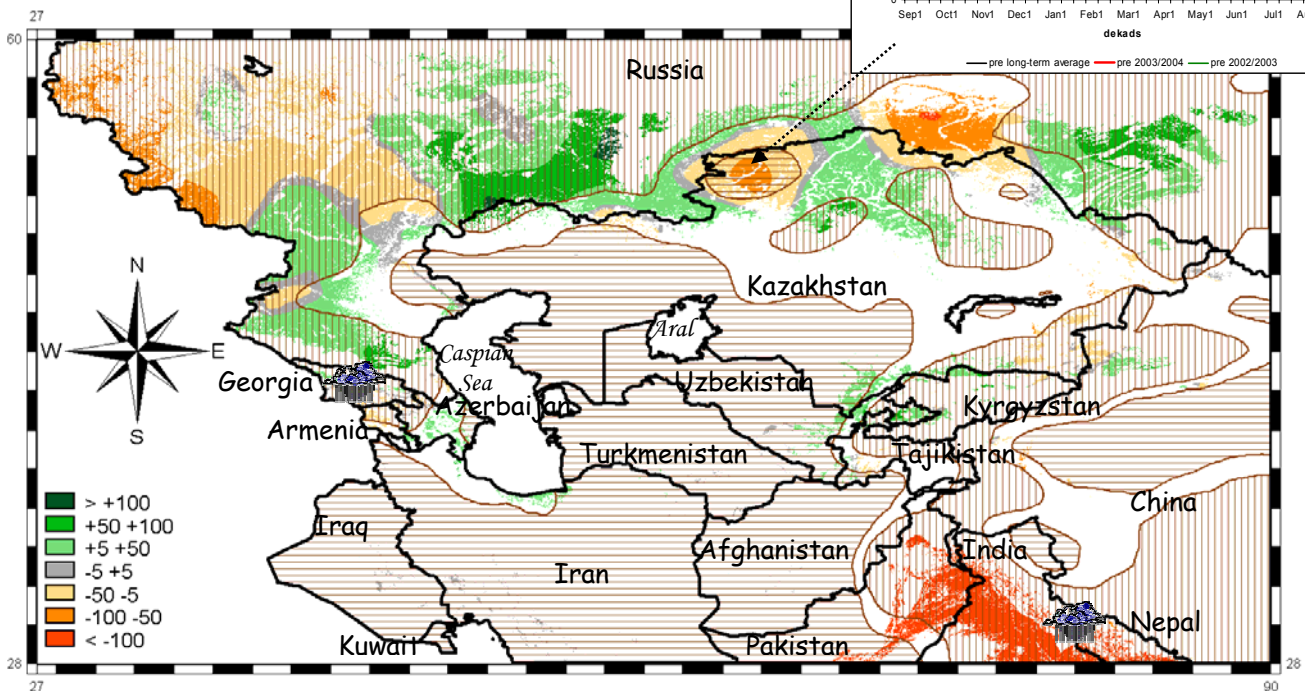 27
0
Sep1 Oct1 Nov1 Dec1 Jan1 Feb1 Mar1 Apr1 May1 Jun1 Jul1
dekads
pre long-term average pre 2003/2004 pre 2002/2003
60
Russia
N
W E
S
Kazakhstan
Aral
Caspian
Sea
Georgia
Uzbekistan
Azerbaijan
Kyrgyzstan
Armenia
Turkmenistan
Tajikistan
China
> +100
+50 +100
+5 +50
-5 +5
-50 -5
-100 -50
< -100
Iraq
Iran
Afghanistan
India
Kuwait
Pakistan
Nepal
28
28
27
90